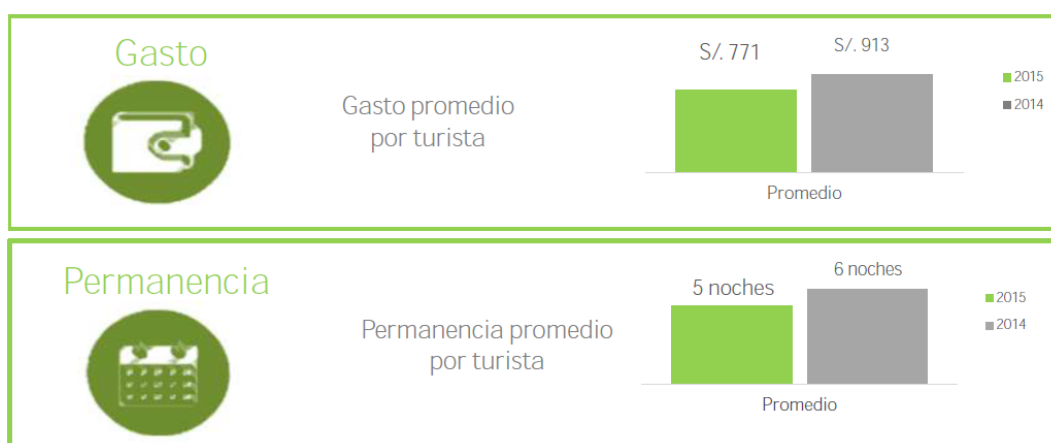 Gasto
Gasto promedio
por turista
S/. 771
S/. 913
2015
2014
Promedio
Permanencia
Permanencia promedio
por turista
5 noches
6 noches
2015
2014
Promedio